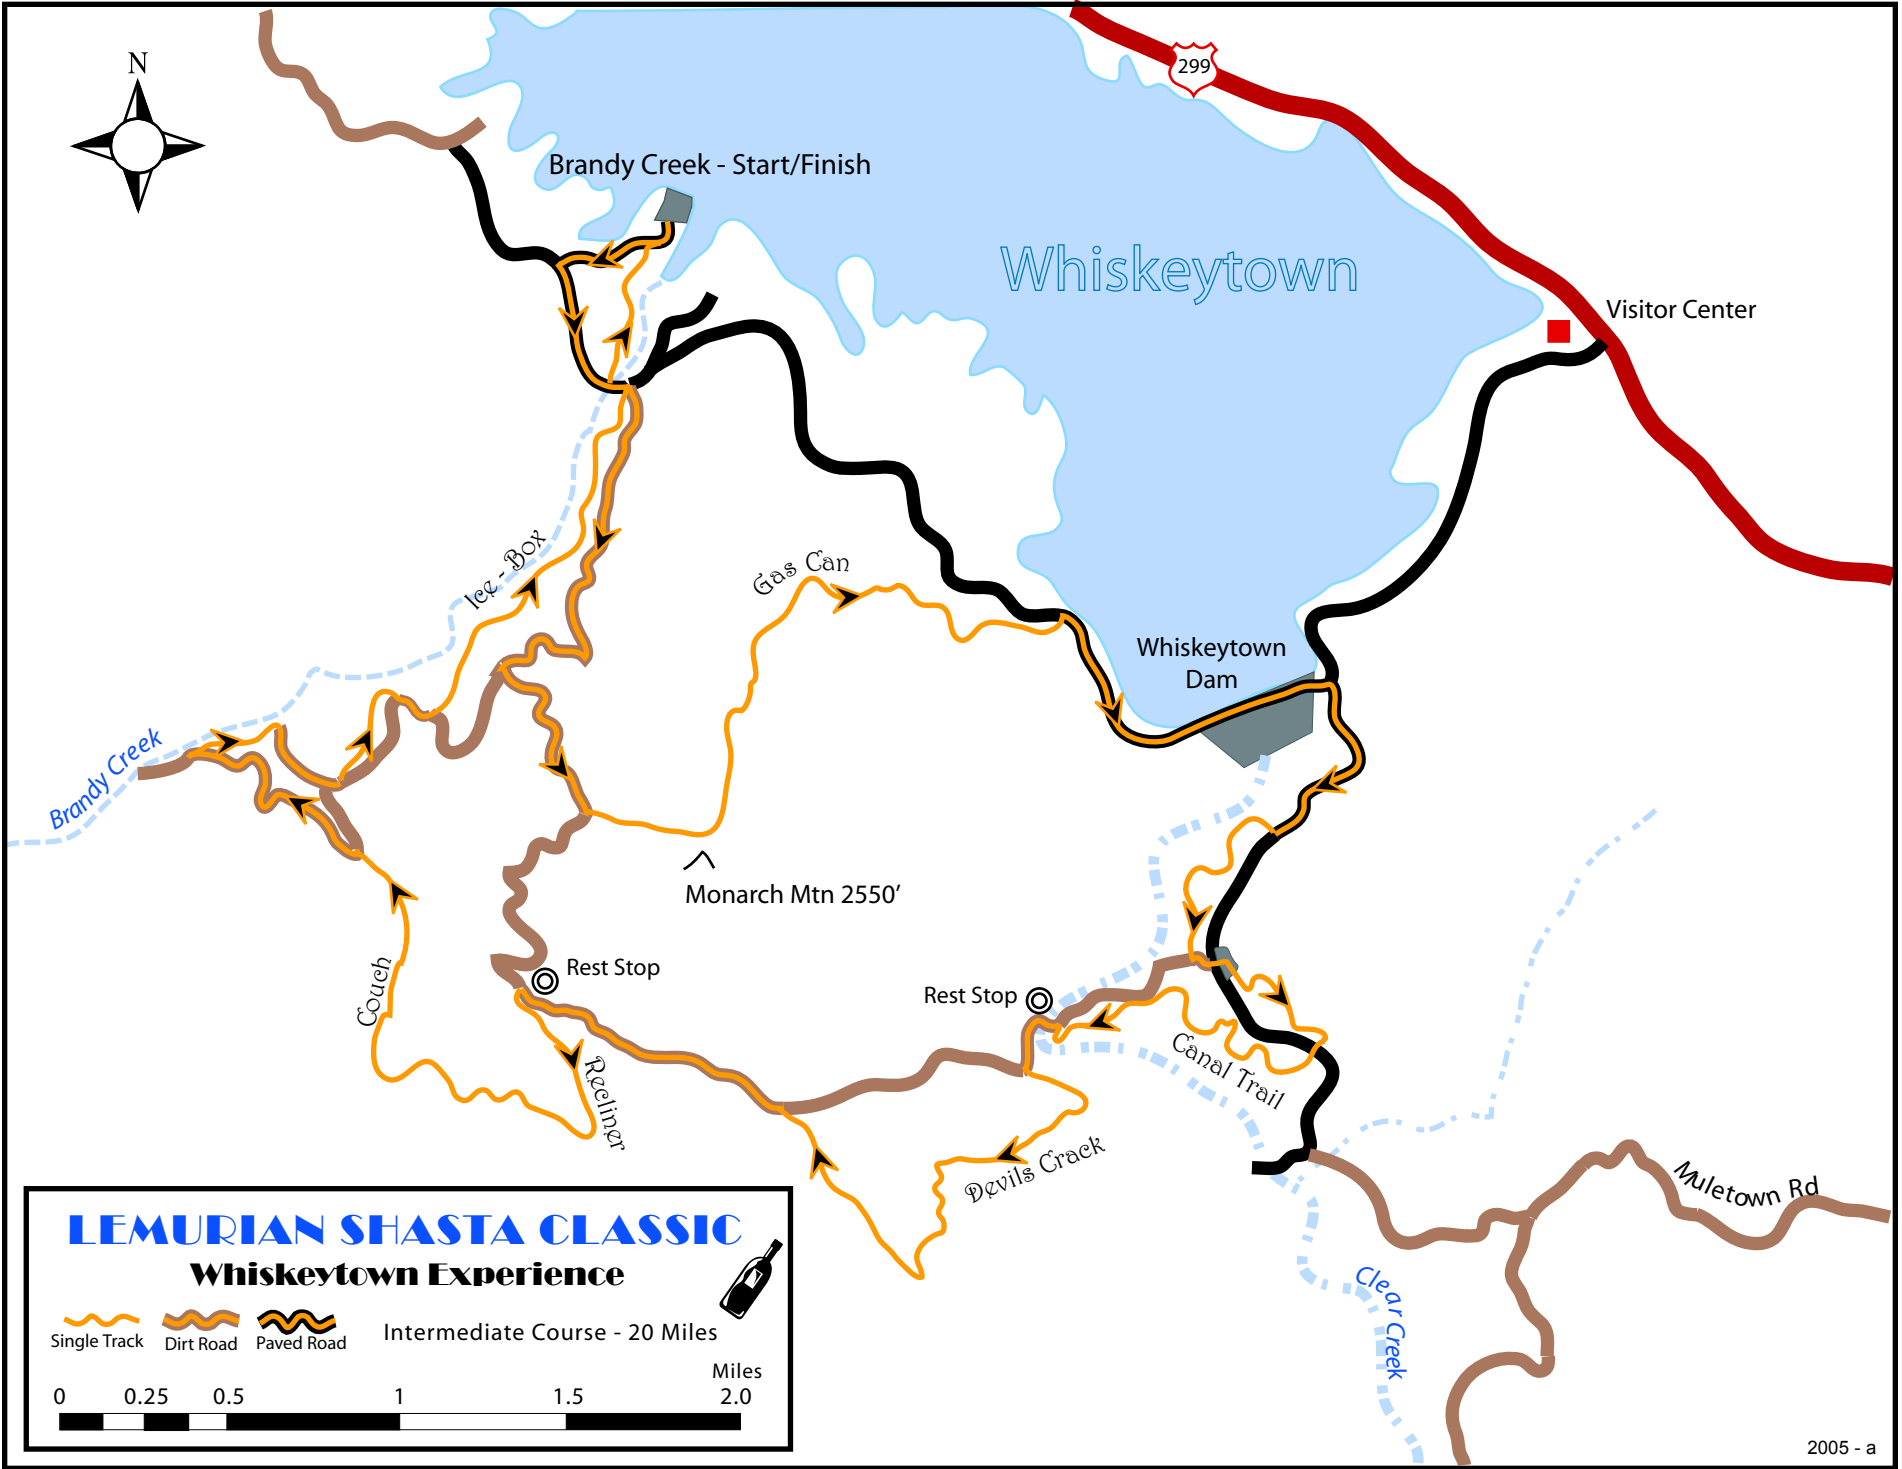 N
299
Brandy Creek - Start/Finish
Whiskeytown
Visitor Center
Ice - Box
Gas Can
Whiskeytown
Dam
Brandy Creek
Monarch Mtn 2550’
Couch
Rest Stop
Rest Stop
Recliner
Canal Trail
Devils Crack
Muletown Rd
Clear Creek
LEMURIAN SHASTA CLASSIC
Whiskeytown Experience
Single Track
Dirt Road
Paved Road
Intermediate Course - 20 Miles
Miles
0 0.25 0.5 1 1.5 2.0
2005 - a